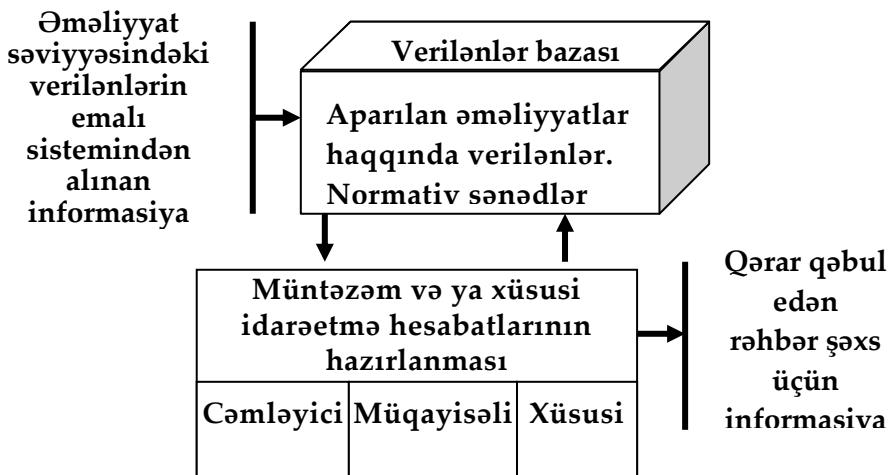 Əməliyyat
səviyyəsindəki
verilənlərin
emalı
sistemindən
alınan
informasiya
Verilənlər bazası
Aparılan əməliyyatlar
haqqında verilənlər.
Normativ sənədlər
Müntəzəm və ya xüsusi
idarəetmə hesabatlarının
hazırlanması
Cəmləyici
Müqayisəli
Xüsusi
Qərar qəbul
edən
rəhbər şəxs
üçün
informasiya